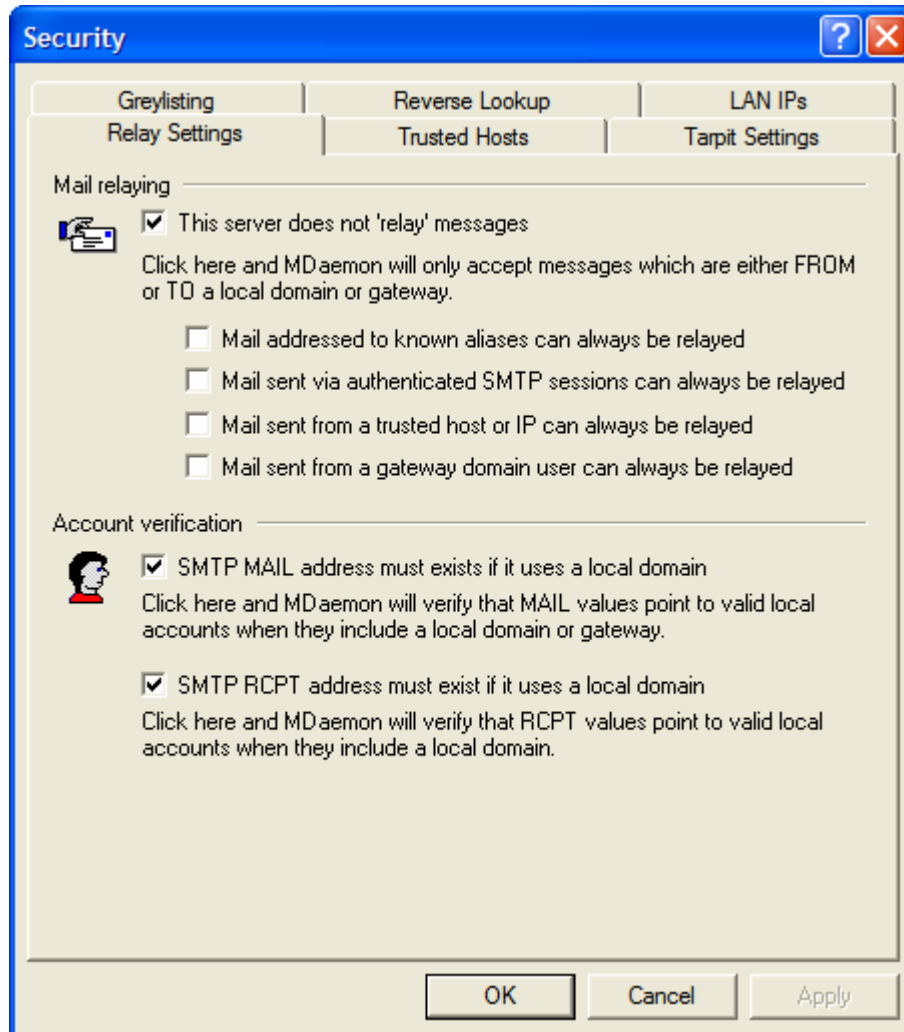 Security
Greylisting Reverse Lookup LAN IPs
Relay Settings Trusted Hosts Tarpit Settings
Mail relaying
This server does not 'relay' messages
Click here and MDaemon will only accept messages which are either FROM
or TO a local domain or gateway.
Mail addressed to known aliases can always be relayed
Mail sent via authenticated SMTP sessions can always be relayed
Mail sent from a trusted host or IP can always be relayed
Mail sent from a gateway domain user can always be relayed
Account verification
SMTP MAIL address must exists if it uses a local domain
Click here and MDaemon will verify that MAIL values point to valid local
accounts when they include a local domain or gateway.
SMTP RCPT address must exist if it uses a local domain
Click here and MDaemon will verify that RCPT values point to valid local
accounts when they include a local domain.
OK Cancel Apply